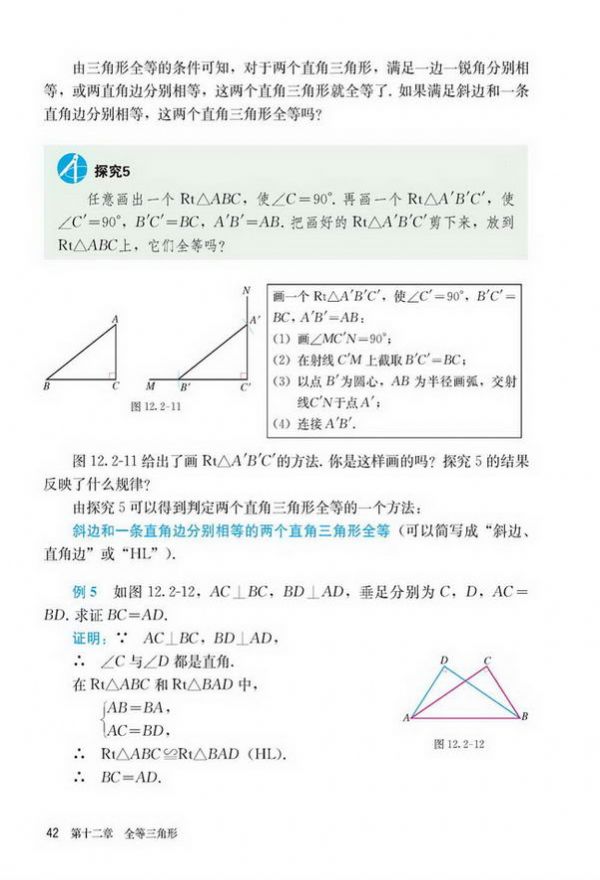 由三角形全等的条件可知，对于两个直角三角形，满足一边一锐角分别相
等，或两直角边分别相等，这两个直角三角形就全等了.如果满足斜边和一条
直角边分别相等，这两个直角三角形全等吗?
探究5
任意画出一个 Rt△ABC，使∠C=90°.再画一个 Rt△A′B′C′，使
∠C′=90°，B′C′=BC，A′B′=AB.把画好的 Rt△A′B′C′剪下来，放到
Rt△ABC上，它们全等吗?
A
B
C
N
A′
M
B′
C′
图 12.2-11
画一个 Rt△A′B′C′，使∠C′=90°，B′C′=
BC，A′B′=AB:
(1) 画∠MC′N=90°;
(2) 在射线 C′M 上截取 B′C′=BC;
(3) 以点 B′为圆心，AB 为半径画弧，交射
线C′N于点A′;
(4) 连接 A′B′.
图 12.2-11 给出了画 Rt△A′B′C′的方法.你是这样画的吗? 探究 5 的结果
反映了什么规律?
由探究 5 可以得到判定两个直角三角形全等的一个方法:
斜边和一条直角边分别相等的两个直角三角形全等（可以简写成“斜边、
直角边”或“HL”）.
例 5 如图 12.2-12，AC⊥BC，BD⊥AD，垂足分别为 C，D，AC=
BD.求证 BC=AD.
证明: ∵ AC⊥BC，BD⊥AD，
∴ ∠C 与∠D 都是直角.
在 Rt△ABC 和 Rt△BAD 中，
{AB=BA，
AC=BD，
∴ Rt△ABC≌Rt△BAD（HL）.
∴ BC=AD.
D
C
A
B
图 12.2-12
42 第十二章 全等三角形